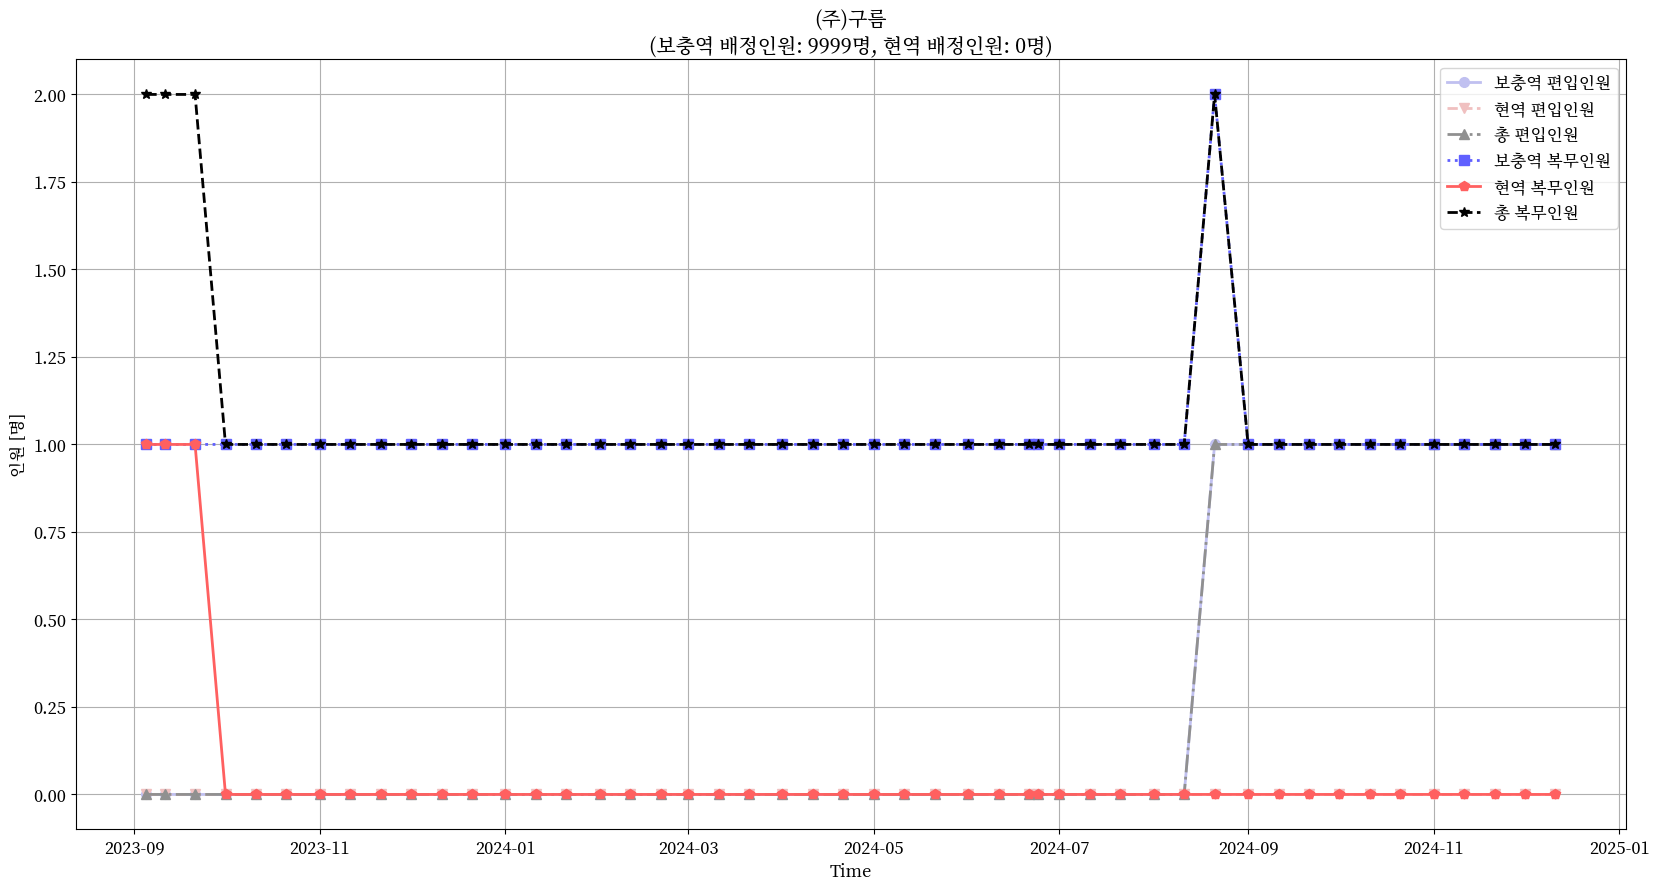 (주)구름
(보충역 배정인원: 9999명, 현역 배정인원: 0명)
인원 [명]
2.00
1.75
1.50
1.25
1.00
0.75
0.50
0.25
0.00
보충역 편입인원
현역 편입인원
총 편입인원
보충역 복무인원
현역 복무인원
총 복무인원
2023-09
2023-11
2024-01
2024-03
2024-05
2024-07
2024-09
2024-11
2025-01
Time